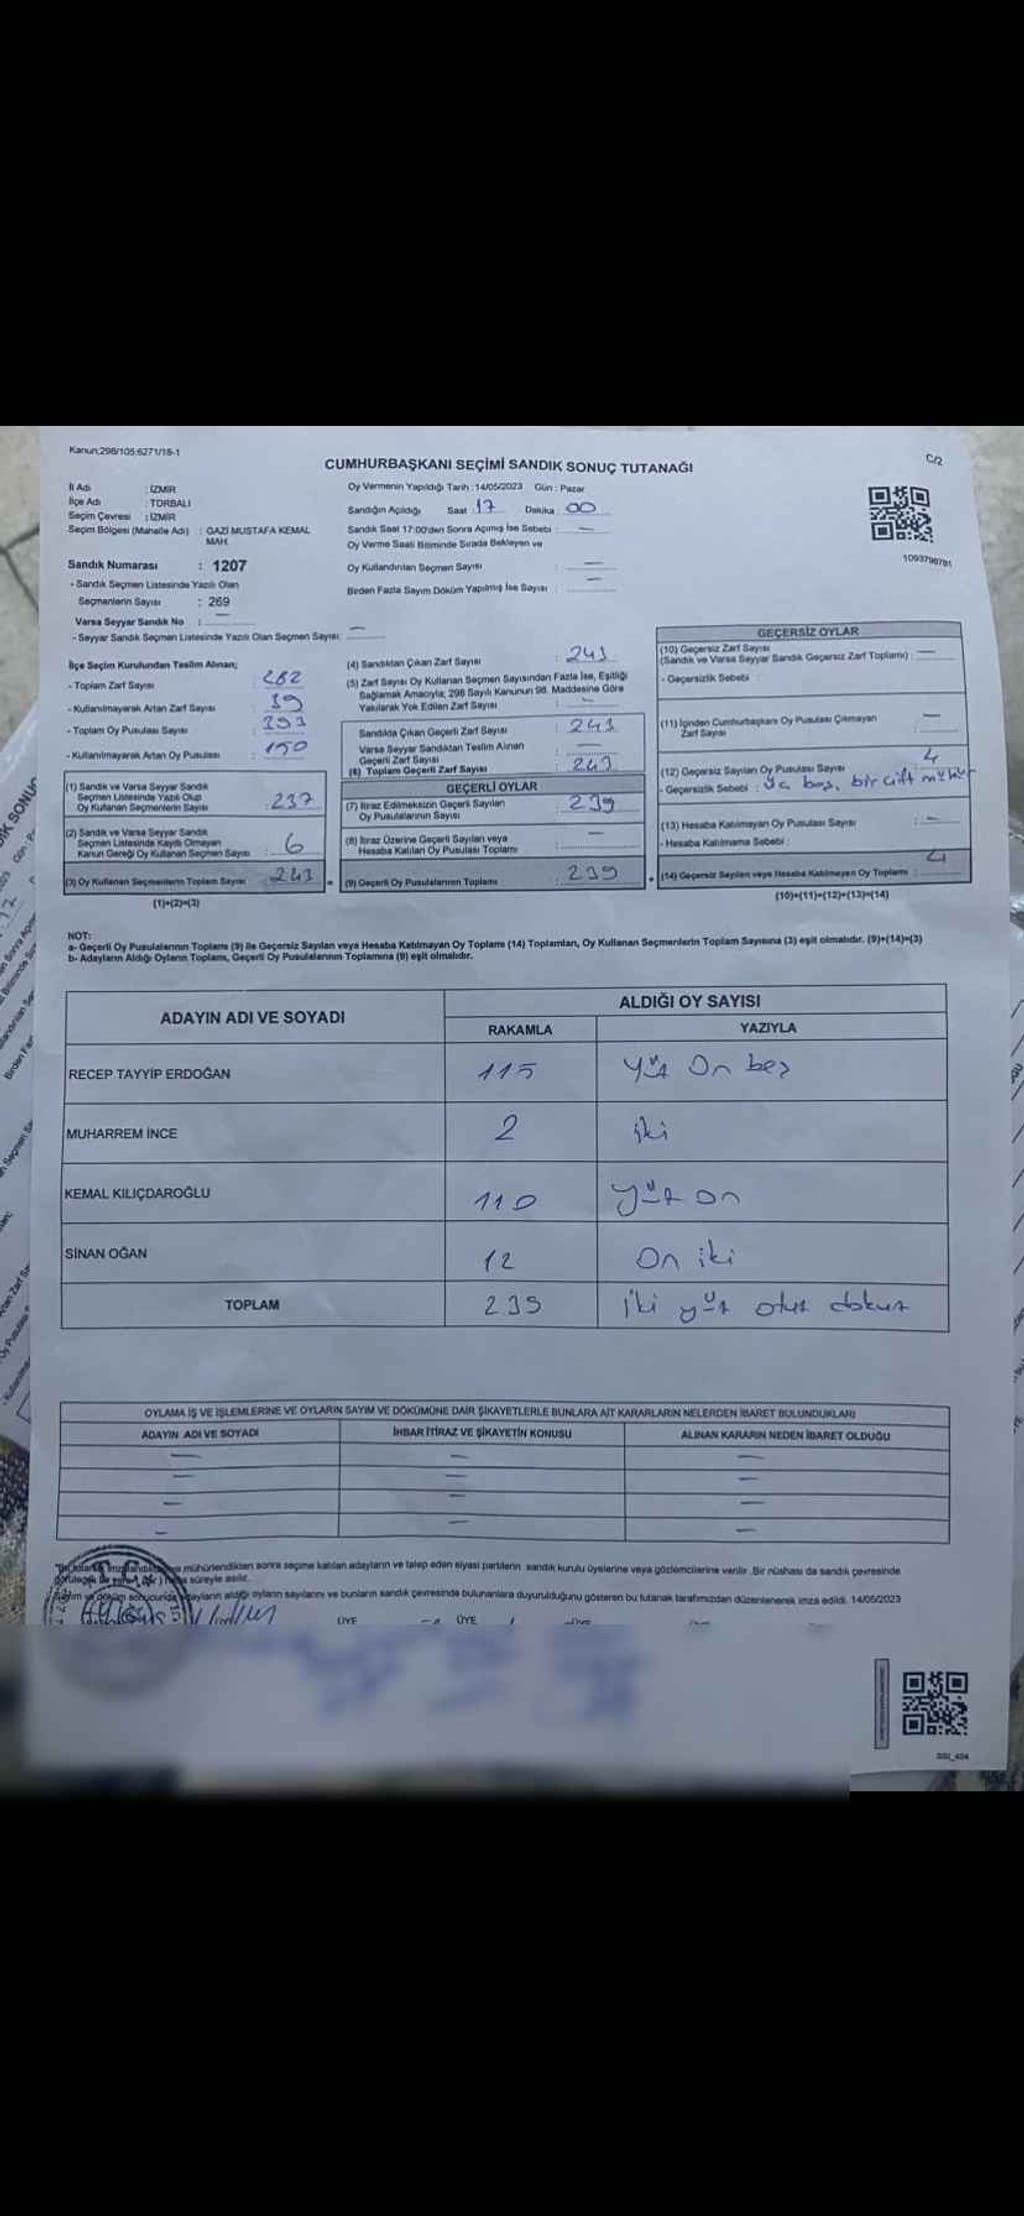 Kanun:298/105:6271/18-1
C/2
CUMHURBAŞKANI SEÇİMİ SANDIK SONUÇ TUTANAĞI
İl Adı : İZMİR
İlçe Adı : TORBALI
Seçim Çevresi : İZMİR
Seçim Bölgesi (Mahalle Adı) : GAZİ MUSTAFA KEMAL
MAH
Sandık Numarası : 1207
- Sandık Seçmen Listesinde Yazılı Olan
Seçmenlerin Sayısı : 269
Varsa Seyyar Sandık No : —
- Seyyar Sandık Seçmen Listesinde Yazılı Olan Seçmen Sayısı: —
Oy Vermenin Yapıldığı Tarih : 14/05/2023 Gün : Pazar
Sandığın Açıldığı Saat : 17 Dakika : 00
Sandık Saat 17:00'den Sonra Açılmış İse Sebebi : —
Oy Verme Saati Bitiminde Sırada Bekleyen ve
Oy Kullandırılan Seçmen Sayısı : —
Birden Fazla Sayım Döküm Yapılmış İse Sayısı : —
1093790781
İlçe Seçim Kurulundan Teslim Alınan;
- Toplam Zarf Sayısı : 282
- Kullanılmayarak Artan Zarf Sayısı : 39
- Toplam Oy Pusulası Sayısı : 393
- Kullanılmayarak Artan Oy Pusulası : 150
(1) Sandık ve Varsa Seyyar Sandık
Seçmen Listesinde Yazılı Olup
Oy Kullanan Seçmenlerin Sayısı : 237
(2) Sandık ve Varsa Seyyar Sandık
Seçmen Listesinde Kayıtlı Olmayan
Kanun Gereği Oy Kullanan Seçmen Sayısı : 6
(3) Oy Kullanan Seçmenlerin Toplam Sayısı : 243
(1)+(2)=(3)
(4) Sandıktan Çıkan Zarf Sayısı : 243
(5) Zarf Sayısı Oy Kullanan Seçmen Sayısından Fazla İse, Eşitliği
Sağlamak Amacıyla; 298 Sayılı Kanunun 98. Maddesine Göre
Yakılarak Yok Edilen Zarf Sayısı : —
Sandıkta Çıkan Geçerli Zarf Sayısı : 243
Varsa Seyyar Sandıktan Teslim Alınan
Geçerli Zarf Sayısı : —
(6) Toplam Geçerli Zarf Sayısı : 243
GEÇERLİ OYLAR
(7) İtiraz Edilmeksizin Geçerli Sayılan
Oy Pusulalarının Sayısı : 239
(8) İtiraz Üzerine Geçerli Sayılan veya
Hesaba Katılan Oy Pusulası Toplamı : —
(9) Geçerli Oy Pusulalarının Toplamı : 239
GEÇERSİZ OYLAR
(10) Geçersiz Zarf Sayısı
(Sandık ve Varsa Seyyar Sandık Geçersiz Zarf Toplamı) : —
- Geçersizlik Sebebi :
(11) İçinden Cumhurbaşkanı Oy Pusulası Çıkmayan
Zarf Sayısı : —
(12) Geçersiz Sayılan Oy Pusulası Sayısı : 4
- Geçersizlik Sebebi : üç boş, bir çift mühür
(13) Hesaba Katılmayan Oy Pusulası Sayısı : —
- Hesaba Katılmama Sebebi :
(14) Geçersiz Sayılan veya Hesaba Katılmayan Oy Toplamı : 4
(10)+(11)+(12)+(13)=(14)
NOT:
a- Geçerli Oy Pusulalarının Toplamı (9) ile Geçersiz Sayılan veya Hesaba Katılmayan Oy Toplamı (14) Toplamları, Oy Kullanan Seçmenlerin Toplam Sayısına (3) eşit olmalıdır. (9)+(14)=(3)
b- Adayların Aldığı Oyların Toplamı, Geçerli Oy Pusulalarının Toplamına (9) eşit olmalıdır.
ADAYIN ADI VE SOYADI
ALDIĞI OY SAYISI
RAKAMLA YAZIYLA
RECEP TAYYİP ERDOĞAN 115 yüz on beş
MUHARREM İNCE 2 iki
KEMAL KILIÇDAROĞLU 110 yüz on
SİNAN OĞAN 12 on iki
TOPLAM 239 iki yüz otuz dokuz
OYLAMA İŞ VE İŞLEMLERİNE VE OYLARIN SAYIM VE DÖKÜMÜNE DAİR ŞİKAYETLERLE BUNLARA AİT KARARLARIN NELERDEN İBARET BULUNDUKLARI
ADAYIN ADI VE SOYADI İHBAR İTİRAZ VE ŞİKAYETİN KONUSU ALINAN KARARIN NEDEN İBARET OLDUĞU
mühürlendikten sonra seçime katılan adayların ve talep eden siyasi partilerin sandık kurulu üyelerine veya gözlemcilerine verilir. Bir nüshası da sandık çevresinde
süreyle asılır.
adayların aldığı oyların sayılarını ve bunların sandık çevresinde bulunanlara duyurulduğunu gösteren bu tutanak tarafımızdan düzenlenerek imza edildi. 14/05/2023
ÜYE ÜYE
SSI_404